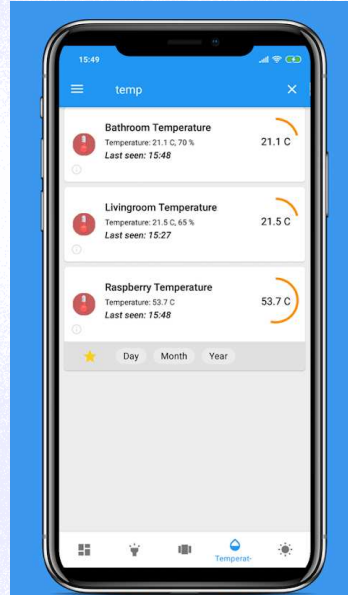 15:49
temp
Bathroom Temperature
Temperature: 21.1 C, 70 %
Last seen: 15:48
21.1 C
Livingroom Temperature
Temperature: 21.5 C, 65 %
Last seen: 15:27
21.5 C
Raspberry Temperature
Temperature: 53.7 C
Last seen: 15:48
53.7 C
Day Month Year
Temperat